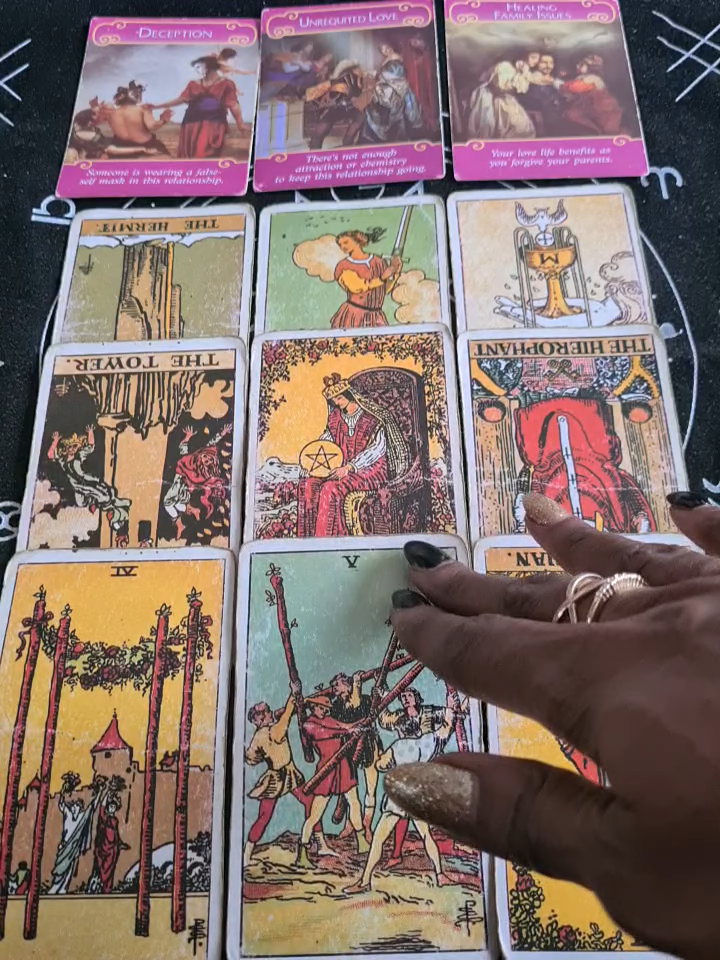 DECEPTION
Someone is wearing a false-
self mask in this relationship.
UNREQUITED LOVE
There's not enough
attraction or chemistry
to keep this relationship going.
HEALING
FAMILY ISSUES
Your love life benefits as
you forgive your parents.
THE HERMIT.
THE TOWER.
THE HIEROPHANT
IV
V